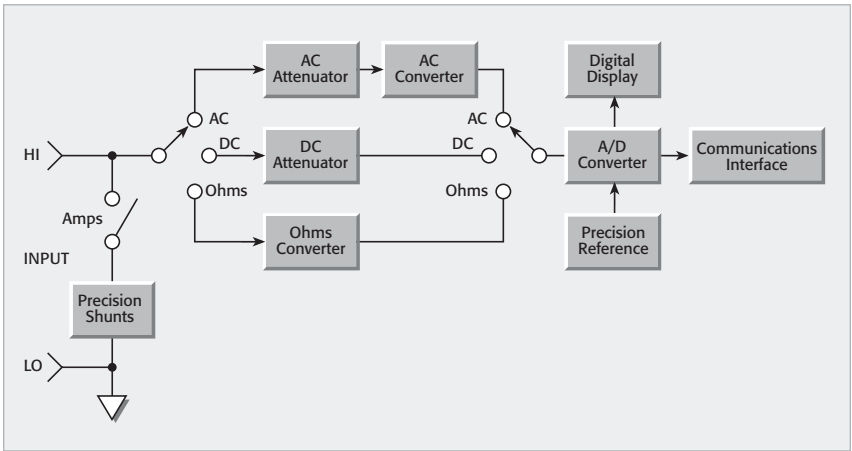 AC
Attenuator
AC
Converter
Digital
Display
AC
AC
HI
DC
DC
Attenuator
DC
A/D
Converter
Communications
Interface
Ohms
Ohms
Amps
Ohms
Converter
Precision
Reference
INPUT
Precision
Shunts
LO